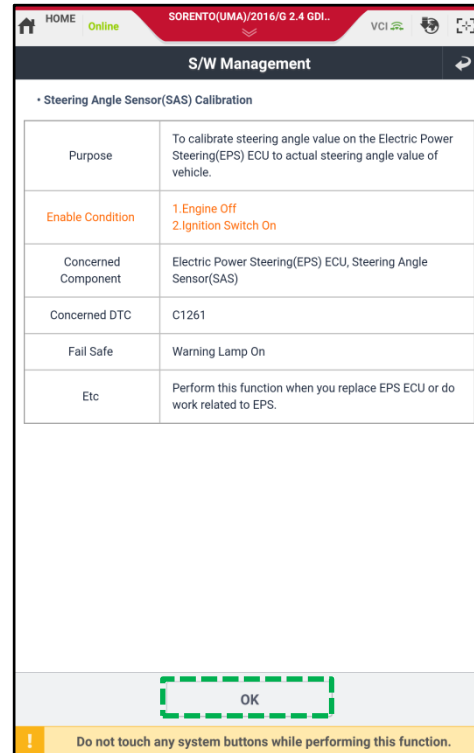 HOME
Online
SORENTO(UMA)/2016/G 2.4 GDI..
VCI
S/W Management
• Steering Angle Sensor(SAS) Calibration
Purpose
To calibrate steering angle value on the Electric Power
Steering(EPS) ECU to actual steering angle value of
vehicle.
Enable Condition
1.Engine Off
2.Ignition Switch On
Concerned
Component
Electric Power Steering(EPS) ECU, Steering Angle
Sensor(SAS)
Concerned DTC
C1261
Fail Safe
Warning Lamp On
Etc
Perform this function when you replace EPS ECU or do
work related to EPS.
OK
! Do not touch any system buttons while performing this function.